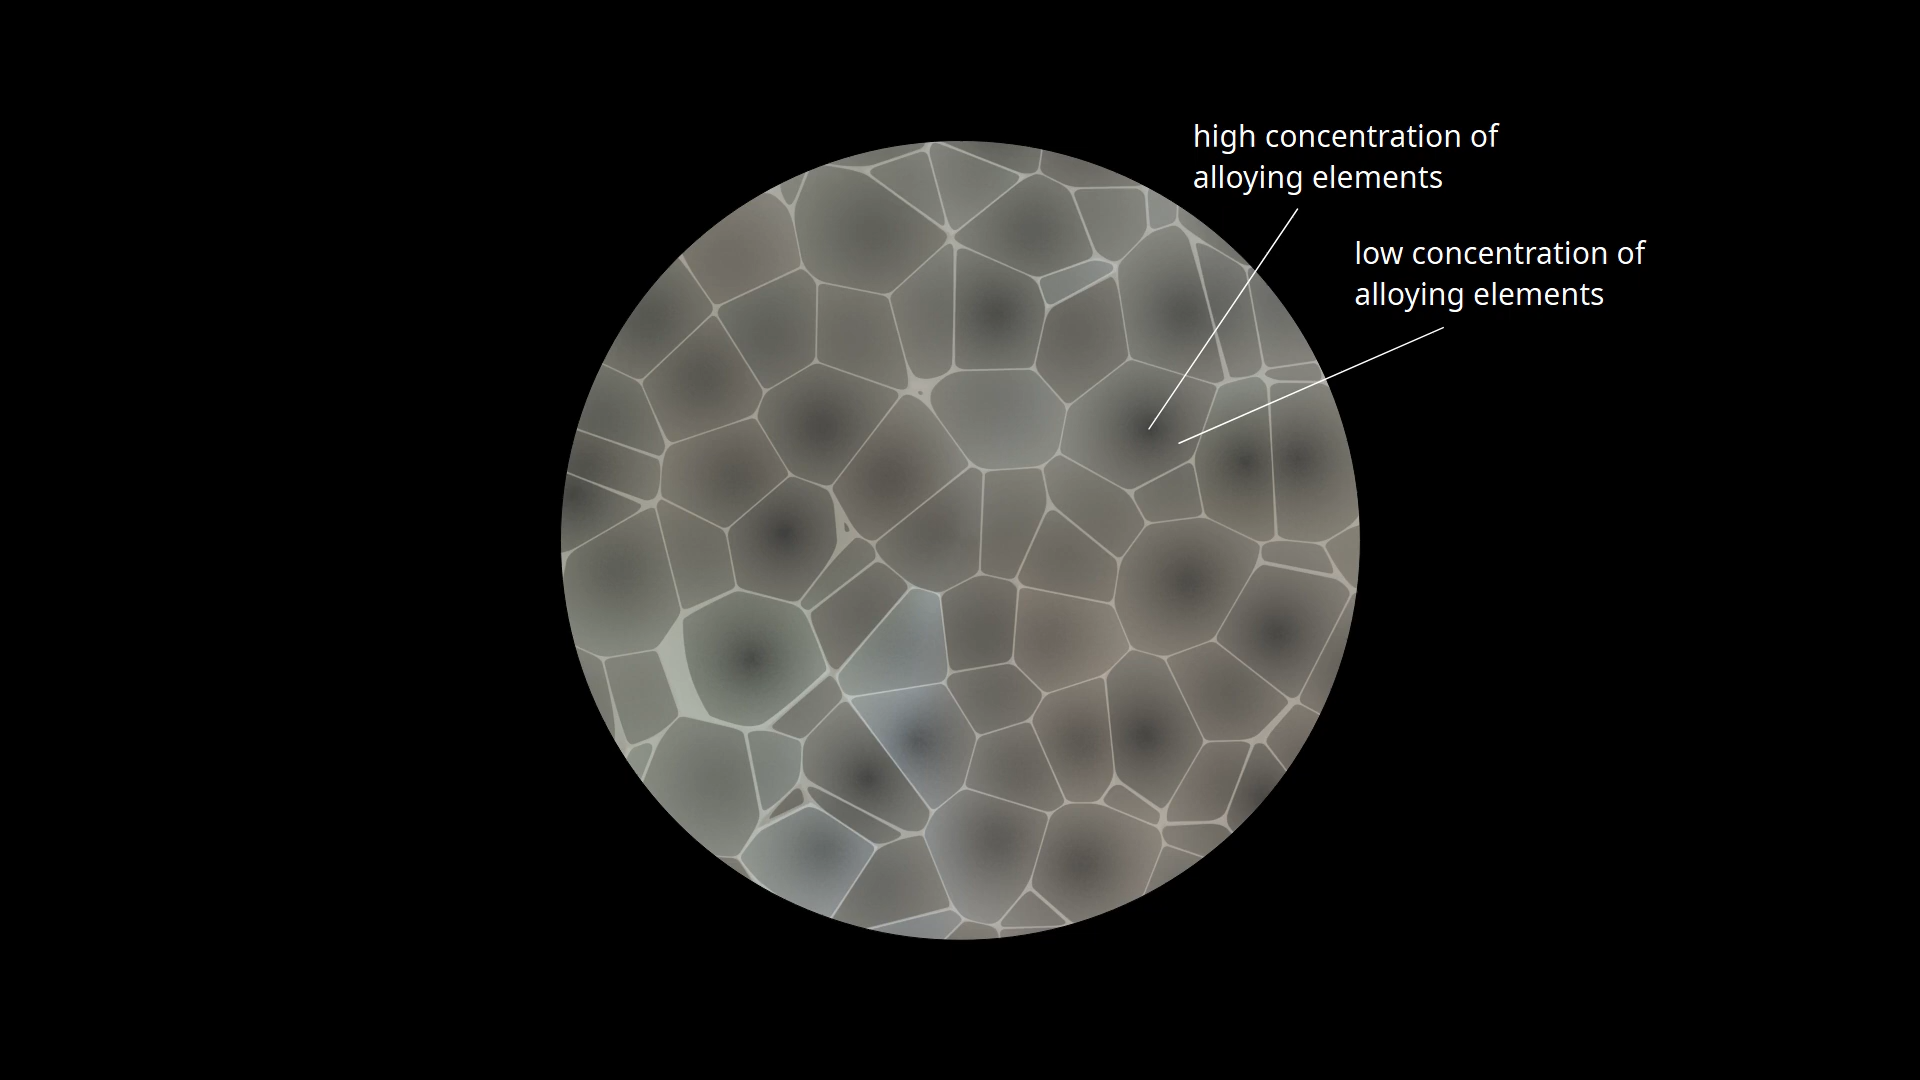 high concentration of
alloying elements
low concentration of
alloying elements